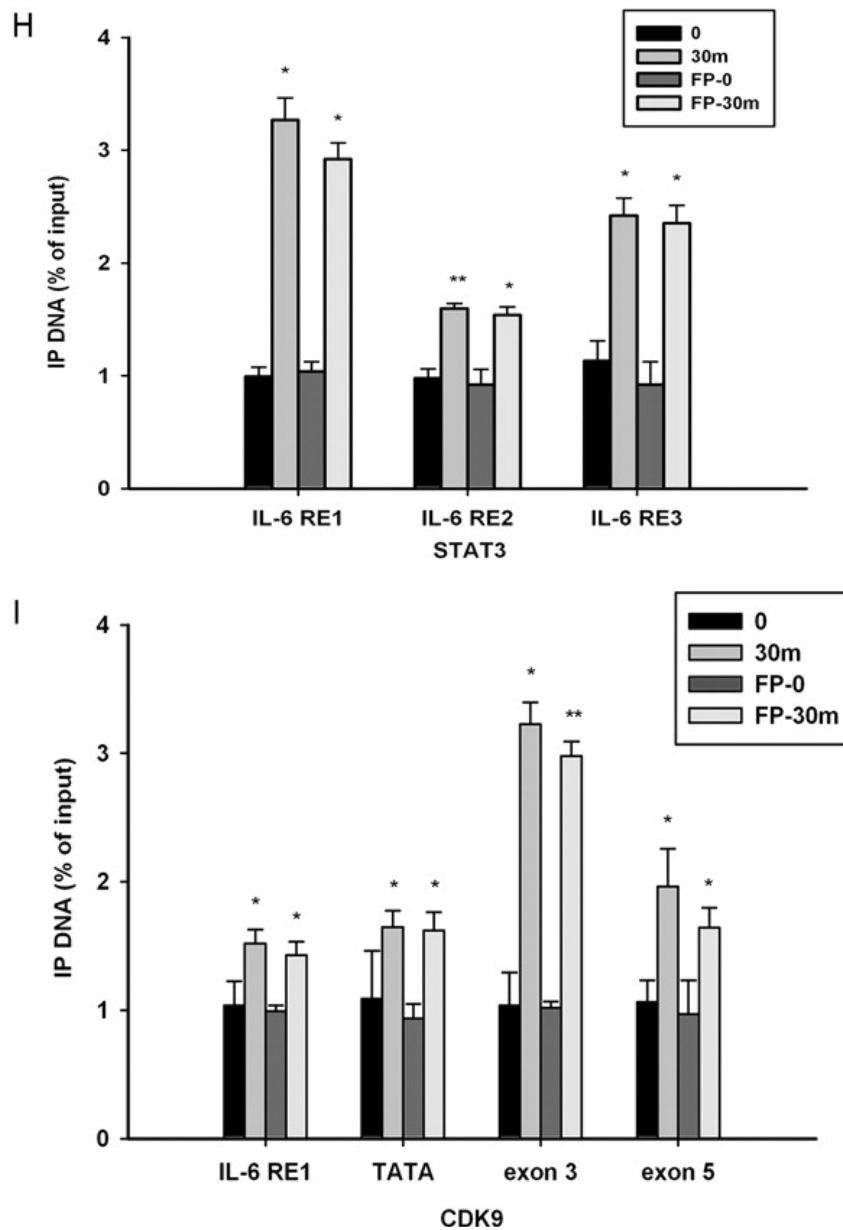 H
4
3
2
1
0
IP DNA (% of input)
0
30m
FP-0
FP-30m
*
*
**
*
*
*
IL-6 RE1 IL-6 RE2 IL-6 RE3
STAT3
I
4
3
2
1
0
IP DNA (% of input)
0
30m
FP-0
FP-30m
*
*
*
*
*
**
*
*
IL-6 RE1 TATA exon 3 exon 5
CDK9